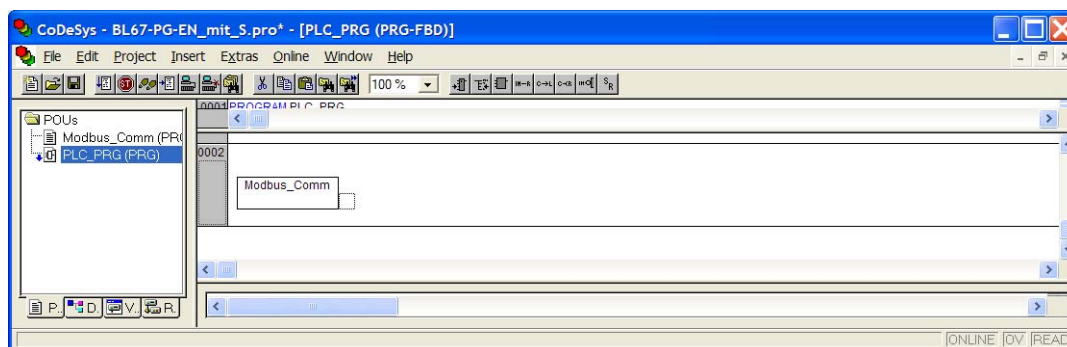 CoDeSys - BL67-PG-EN_mit_S.pro* - [PLC_PRG (PRG-FBD)]
File Edit Project Insert Extras Online Window Help
100 %
POUs
Modbus_Comm (PR
PLC_PRG (PRG)
0001 PROGRAM PLC_PRG
0002
Modbus_Comm
P.. D. V.. R.
ONLINE OV READ